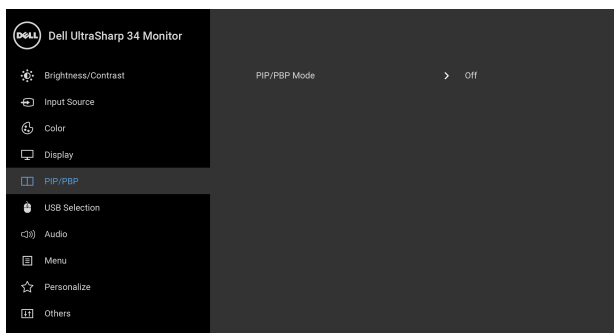 DELL Dell UltraSharp 34 Monitor
Brightness/Contrast
PIP/PBP Mode Off
Input Source
Color
Display
PIP/PBP
USB Selection
Audio
Menu
Personalize
Others